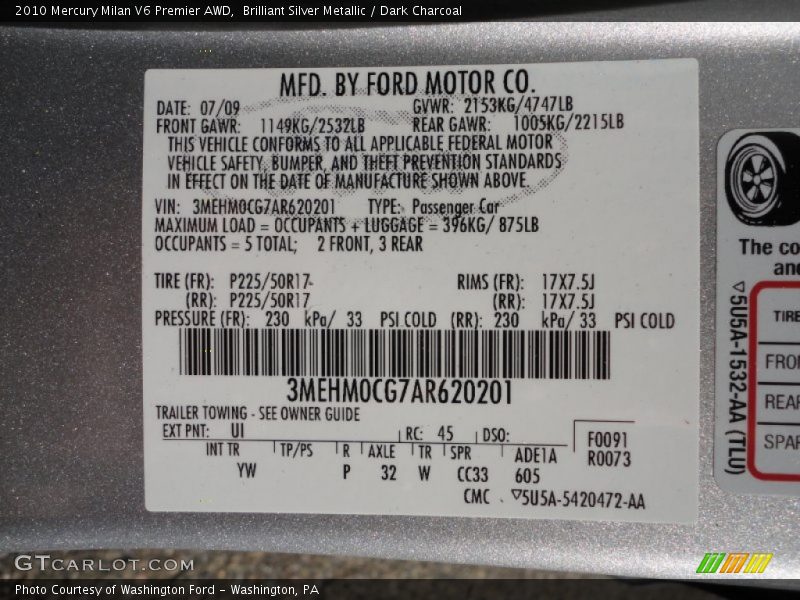 2010 Mercury Milan V6 Premier AWD, Brilliant Silver Metallic / Dark Charcoal
MFD. BY FORD MOTOR CO.
DATE: 07/09 GVWR: 2153KG/4747LB
FRONT GAWR: 1149KG/2532LB REAR GAWR: 1005KG/2215LB
THIS VEHICLE CONFORMS TO ALL APPLICABLE FEDERAL MOTOR
VEHICLE SAFETY, BUMPER, AND THEFT PREVENTION STANDARDS
IN EFFECT ON THE DATE OF MANUFACTURE SHOWN ABOVE.
VIN: 3MEHM0CG7AR620201 TYPE: Passenger Car
MAXIMUM LOAD = OCCUPANTS + LUGGAGE = 396KG/ 875LB
OCCUPANTS = 5 TOTAL; 2 FRONT, 3 REAR
TIRE (FR): P225/50R17 RIMS (FR): 17X7.5J
(RR): P225/50R17 (RR): 17X7.5J
PRESSURE (FR): 230 kPa/ 33 PSI COLD (RR): 230 kPa/ 33 PSI COLD
3MEHM0CG7AR620201
TRAILER TOWING - SEE OWNER GUIDE
EXT PNT: UI RC: 45 DSO: F0091
INT TR TP/PS R AXLE TR SPR ADE1A R0073
YW P 32 W CC33 605
CMC ▽5U5A-5420472-AA
The co
and
▽5U5A-1532-AA (TLU)
TIRE
FRO
REA
SPA
GTCARLOT.COM
Photo Courtesy of Washington Ford - Washington, PA